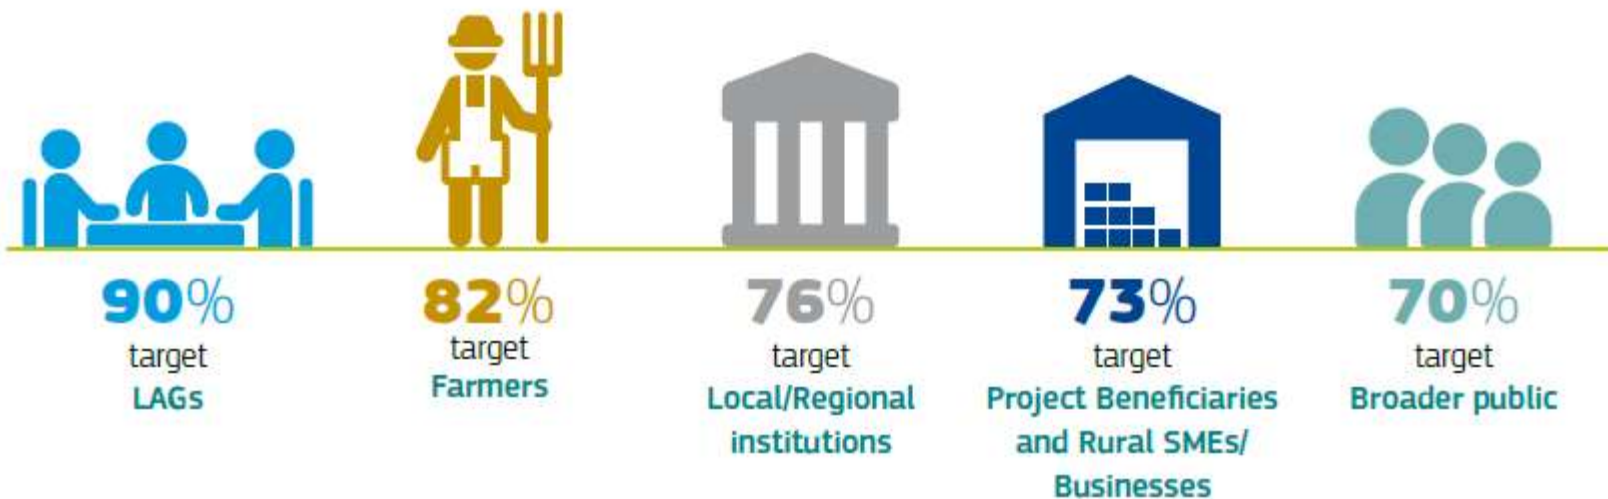 90%
target
LAGs
82%
target
Farmers
76%
target
Local/Regional
institutions
73%
target
Project Beneficiaries
and Rural SMEs/
Businesses
70%
target
Broader public